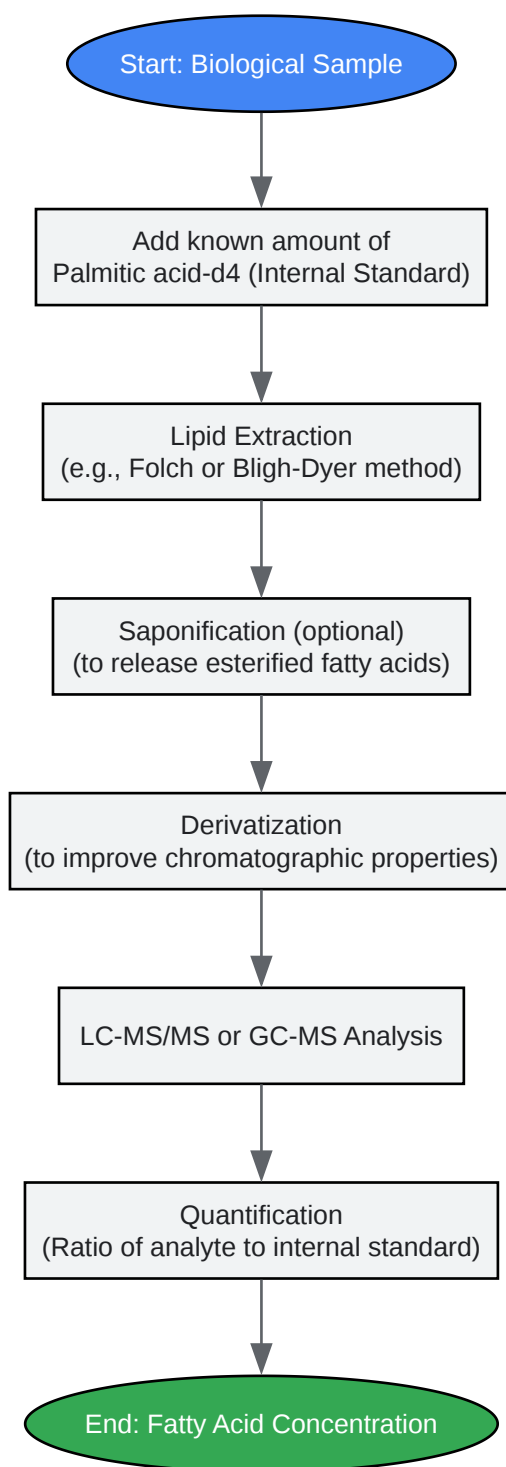 Start: Biological Sample
Add known amount of
Palmitic acid-d4 (Internal Standard)
Lipid Extraction
(e.g., Folch or Bligh-Dyer method)
Saponification (optional)
(to release esterified fatty acids)
Derivatization
(to improve chromatographic properties)
LC-MS/MS or GC-MS Analysis
Quantification
(Ratio of analyte to internal standard)
End: Fatty Acid Concentration